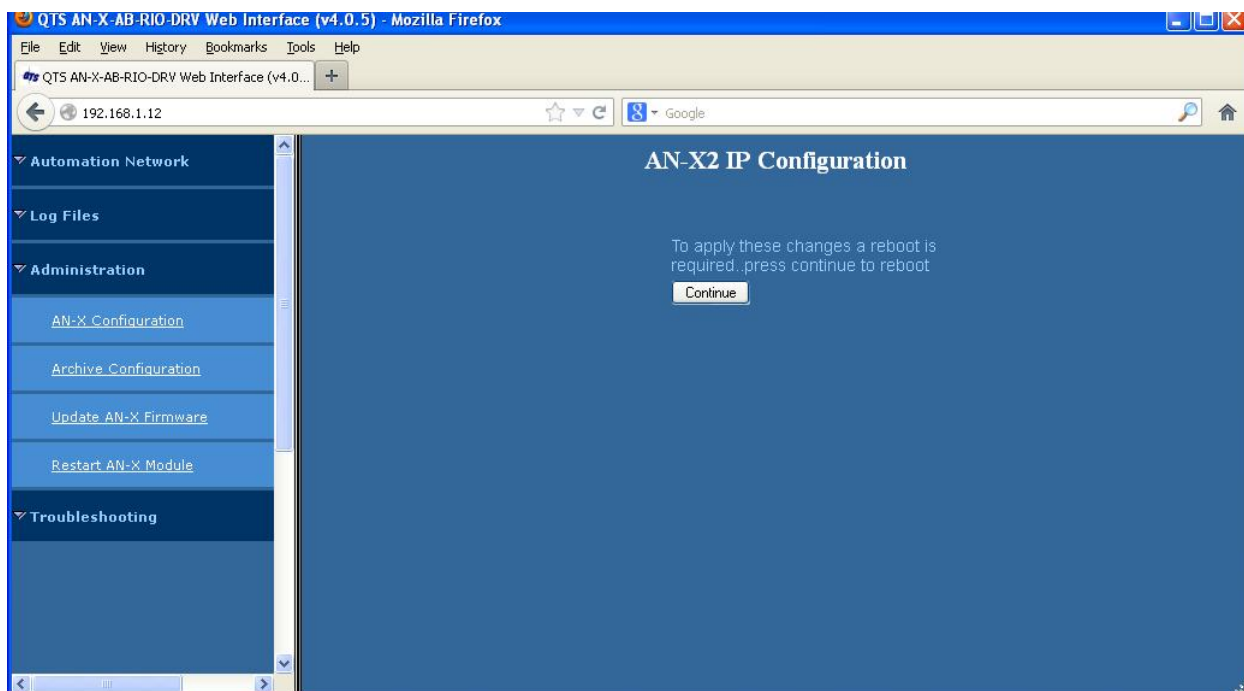 QTS AN-X-AB-RIO-DRV Web Interface (v4.0.5) - Mozilla Firefox
File Edit View History Bookmarks Tools Help
QTS AN-X-AB-RIO-DRV Web Interface (v4.0... +
192.168.1.12
Google
Automation Network
Log Files
Administration
AN-X Configuration
Archive Configuration
Update AN-X Firmware
Restart AN-X Module
Troubleshooting
AN-X2 IP Configuration
To apply these changes a reboot is
required..press continue to reboot
Continue